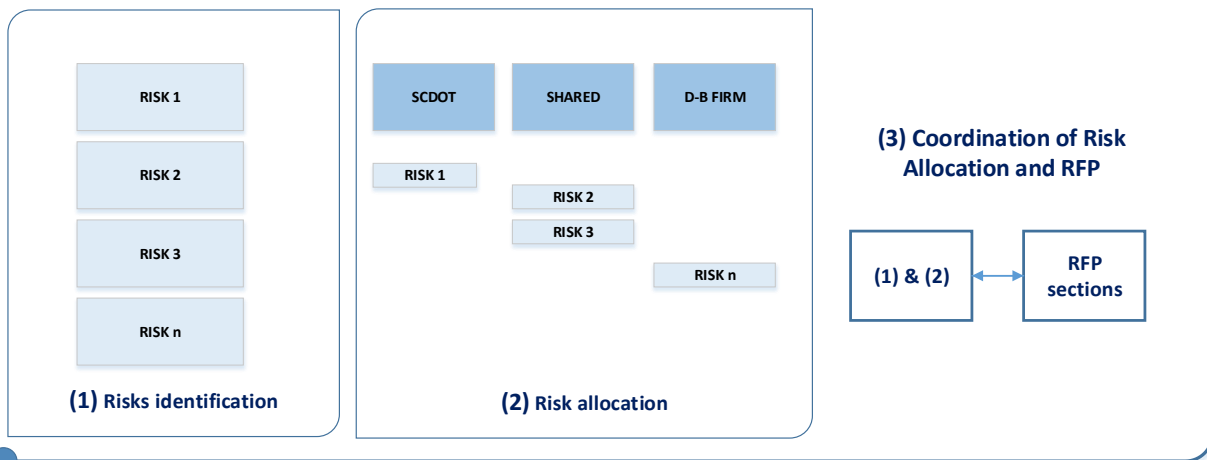 RISK 1
RISK 2
RISK 3
RISK n
(1) Risks identification
SCDOT
SHARED
D-B FIRM
RISK 1
RISK 2
RISK 3
RISK n
(2) Risk allocation
(3) Coordination of Risk
Allocation and RFP
(1) & (2)
RFP
sections